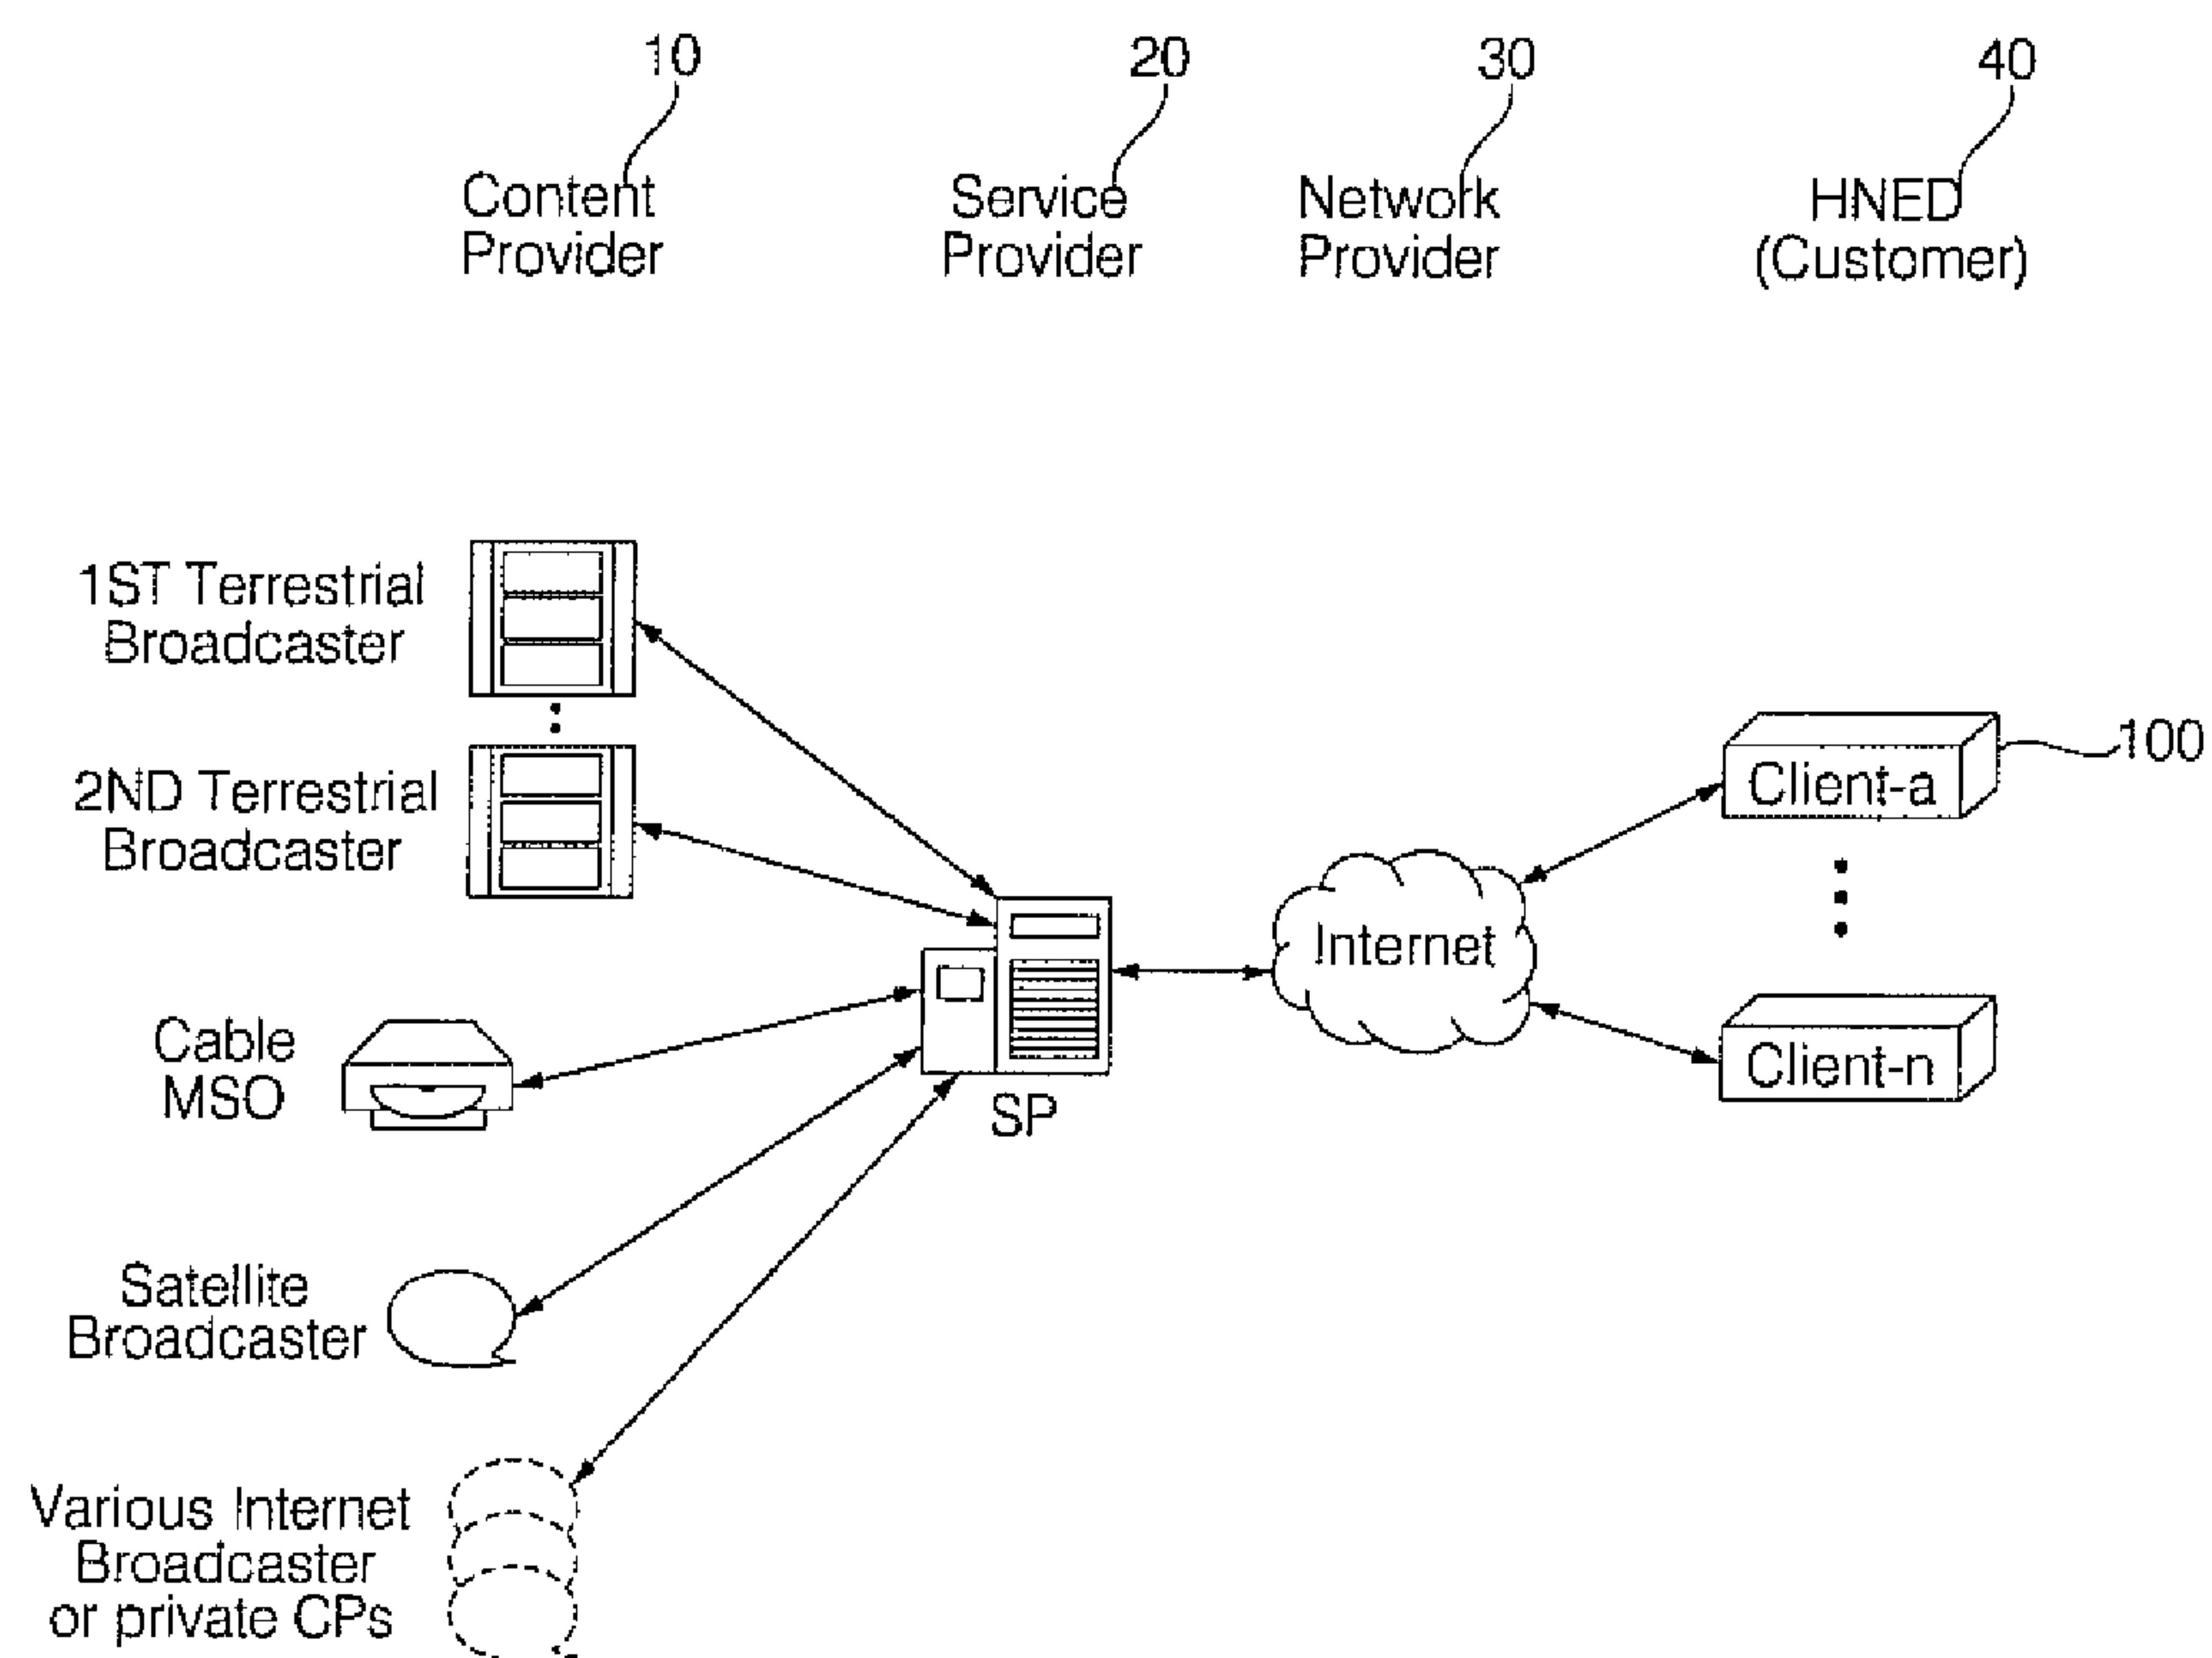 10
20
30
40
Content
Provider
Service
Provider
Network
Provider
HNED
(Customer)
1ST Terrestrial
Broadcaster
2ND Terrestrial
Broadcaster
Cable
MSO
Satellite
Broadcaster
Various Internet
Broadcaster
or private CPs
SP
Internet
Client-a
100
Client-n